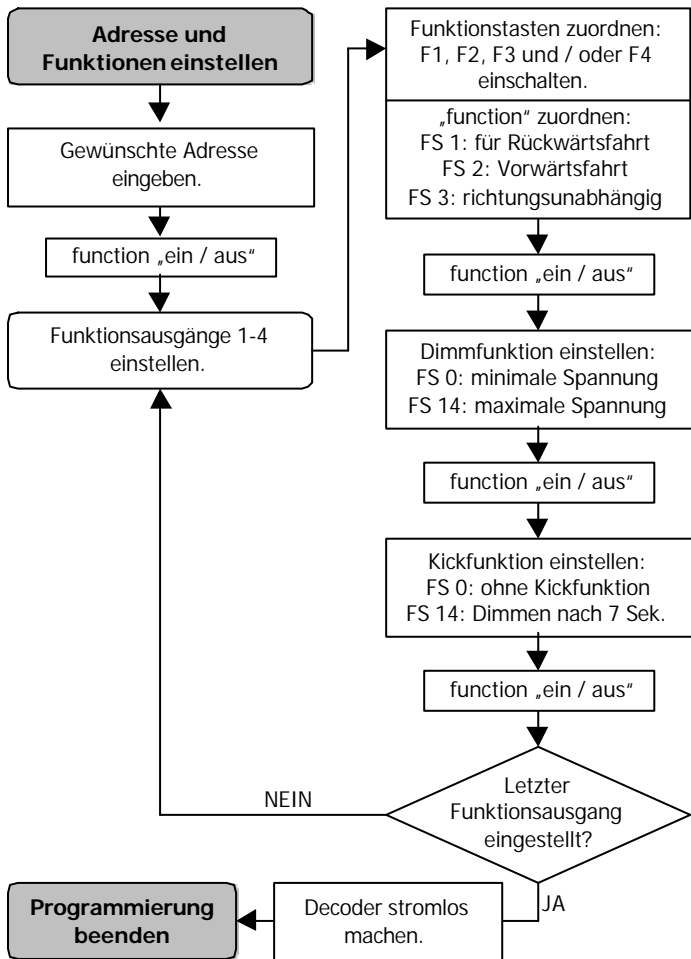 Adresse und
Funktionen einstellen
Gewünschte Adresse
eingeben.
function „ein / aus“
Funktionsausgänge 1-4
einstellen.
Funktionstasten zuordnen:
F1, F2, F3 und / oder F4
einschalten.
„function“ zuordnen:
FS 1: für Rückwärtsfahrt
FS 2: Vorwärtsfahrt
FS 3: richtungsunabhängig
function „ein / aus“
Dimmfunktion einstellen:
FS 0: minimale Spannung
FS 14: maximale Spannung
function „ein / aus“
Kickfunktion einstellen:
FS 0: ohne Kickfunktion
FS 14: Dimmen nach 7 Sek.
function „ein / aus“
Letzter
Funktionsausgang
eingestellt?
NEIN
JA
Decoder stromlos
machen.
Programmierung
beenden